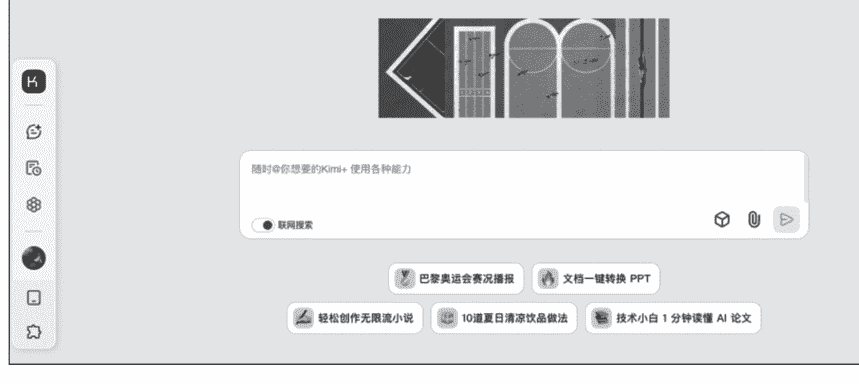 K
随时@你想要的Kimi+ 使用各种能力
联网搜索
巴黎奥运会赛况播报
文档一键转换 PPT
轻松创作无限流小说
10道夏日清凉饮品做法
技术小白 1 分钟读懂 AI 论文